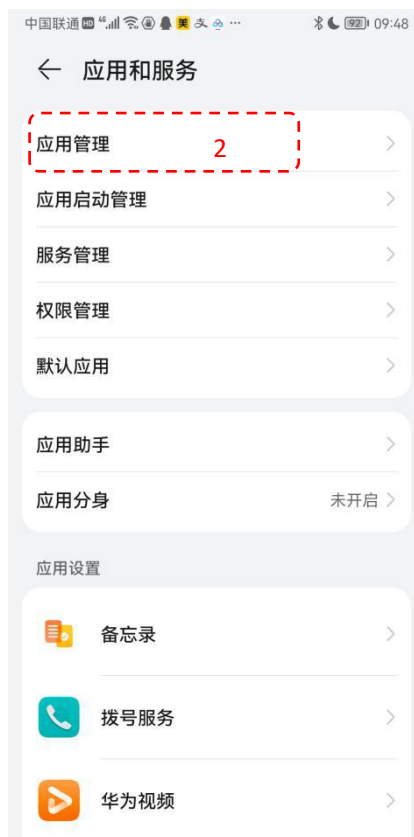 中国联通 HD 46 美 支 92 09:48
应用和服务
应用管理 2
应用启动管理
服务管理
权限管理
默认应用
应用助手
应用分身 未开启
应用设置
备忘录
拨号服务
华为视频